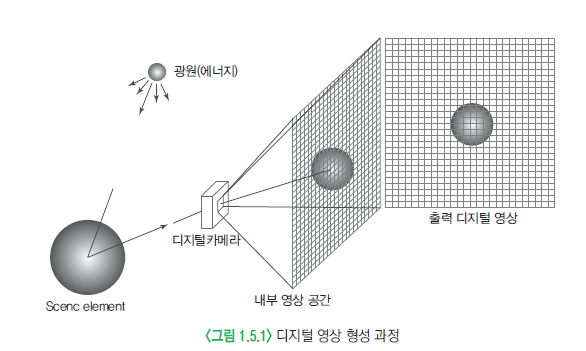 광원(에너지)
디지털카메라
Scenc element
내부 영상 공간
출력 디지털 영상
<그림 1.5.1> 디지털 영상 형성 과정